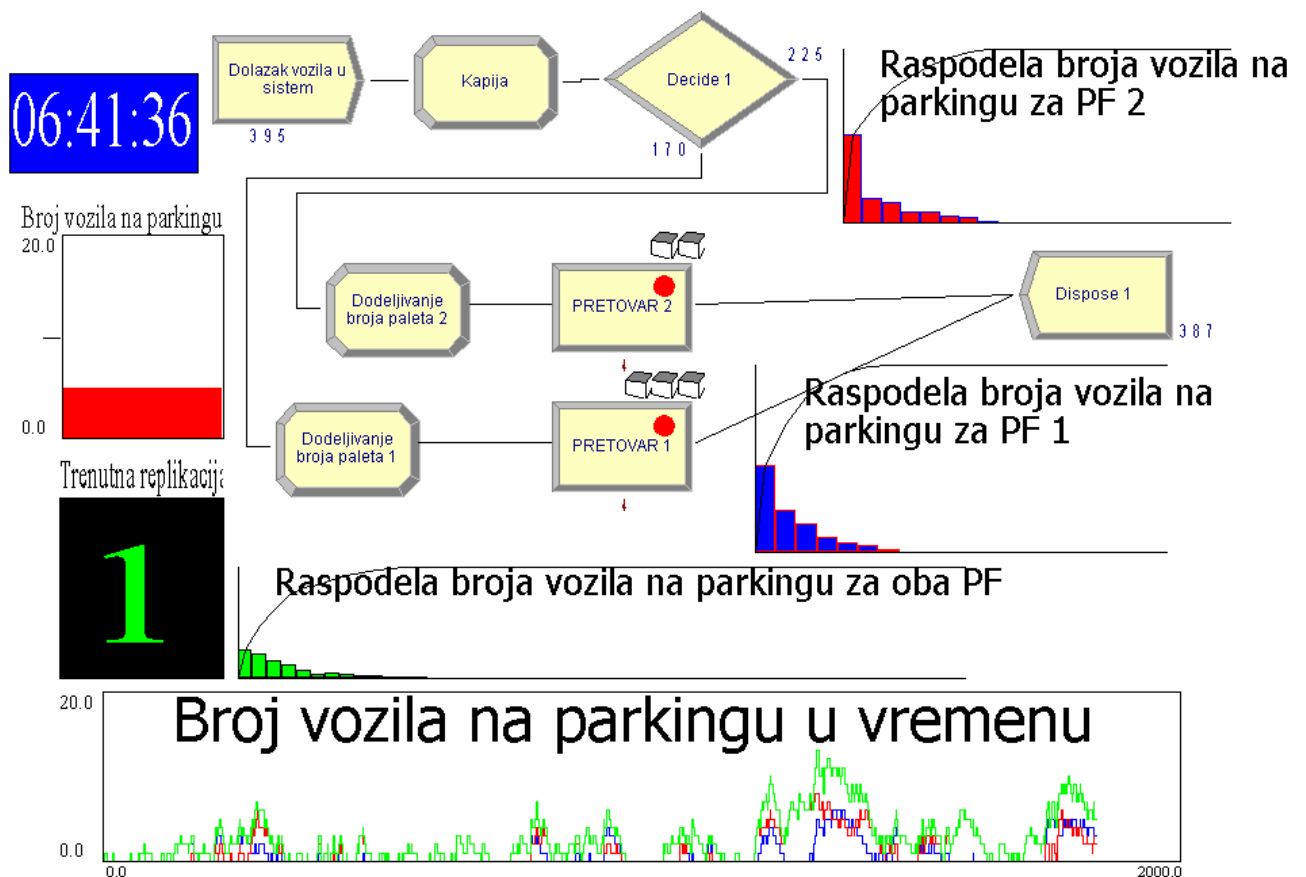 Dolazak vozila u
sistem
395
Kapija
Decide 1
225
170
Raspodela broja vozila na
parkingu za PF 2
06:41:36
Broj vozila na parkingu
20.0
0.0
Dodeljivanje
broja paleta 2
PRETOVAR 2
4
Dispose 1
387
Dodeljivanje
broja paleta 1
PRETOVAR 1
4
Raspodela broja vozila na
parkingu za PF 1
Trenutna replikacija
1
Raspodela broja vozila na parkingu za oba PF
20.0
Broj vozila na parkingu u vremenu
0.0
0.0
2000.0